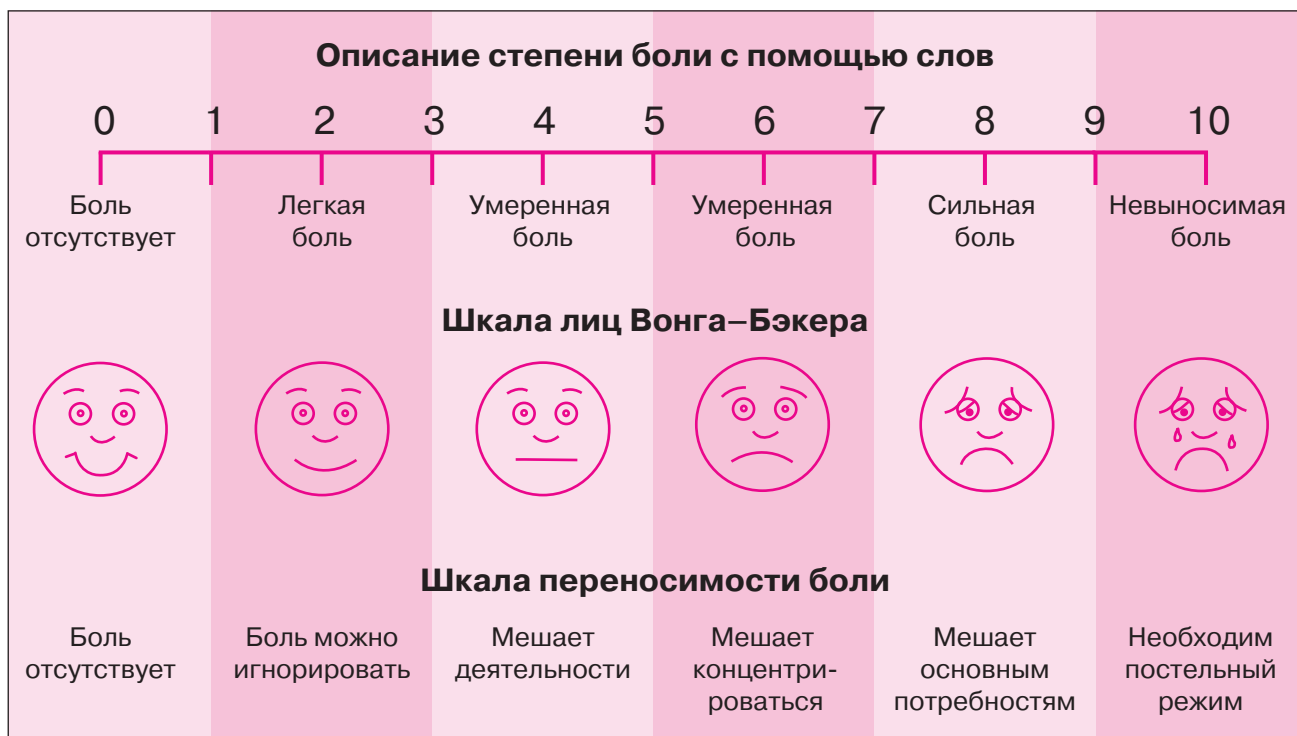 Описание степени боли с помощью слов
0 1 2 3 4 5 6 7 8 9 10
Боль
отсутствует
Легкая
боль
Умеренная
боль
Умеренная
боль
Сильная
боль
Невыносимая
боль
Шкала лиц Вонга–Бэкера
Шкала переносимости боли
Боль
отсутствует
Боль можно
игнорировать
Мешает
деятельности
Мешает
концентри-
роваться
Мешает
основным
потребностям
Необходим
постельный
режим